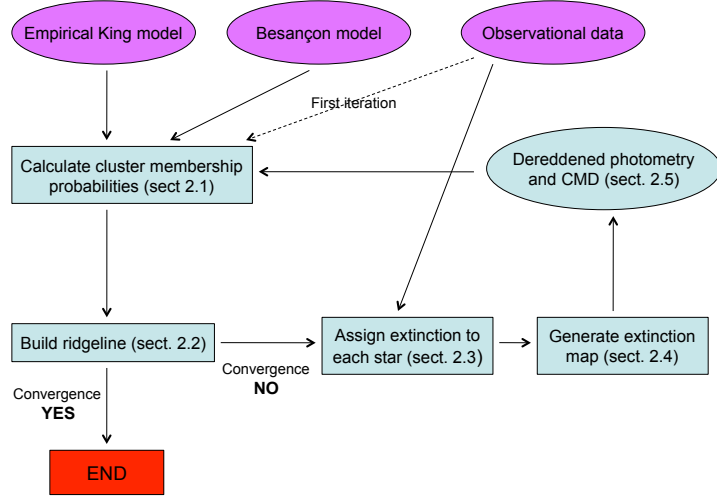 Empirical King model
Besançon model
Observational data
First iteration
Calculate cluster membership
probabilities (sect 2.1)
Dereddened photometry
and CMD (sect. 2.5)
Build ridgeline (sect. 2.2)
Convergence
NO
Assign extinction to
each star (sect. 2.3)
Generate extinction
map (sect. 2.4)
Convergence
YES
END